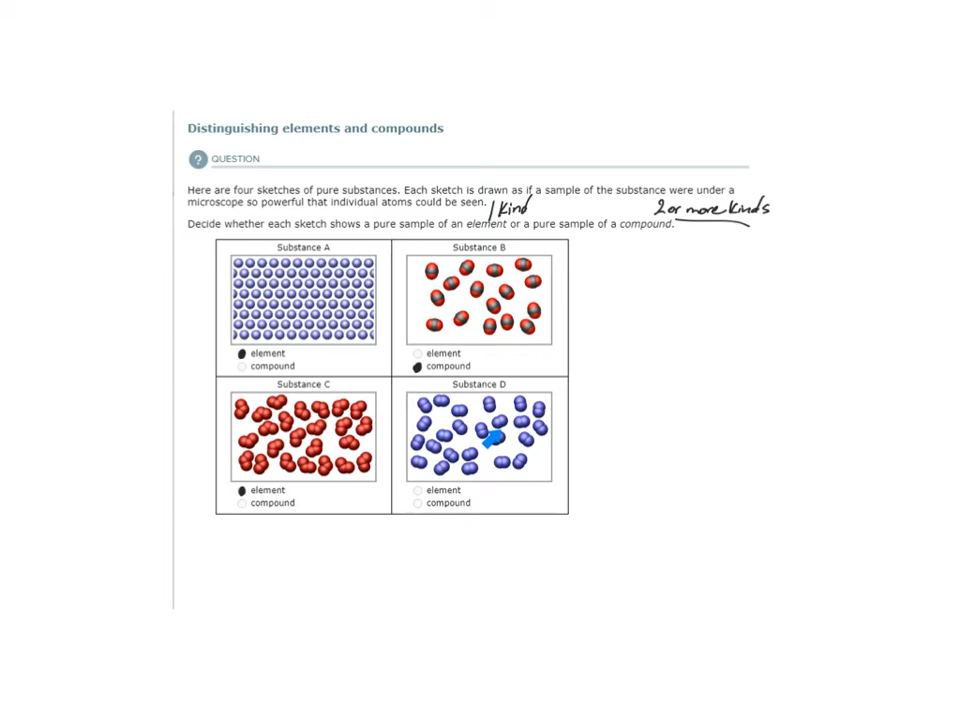 Distinguishing elements and compounds
? QUESTION
Here are four sketches of pure substances. Each sketch is drawn as if a sample of the substance were under a
microscope so powerful that individual atoms could be seen.
1 kind
2 or more kinds
Decide whether each sketch shows a pure sample of an element or a pure sample of a compound.
Substance A
Substance B
element
compound
element
compound
Substance C
Substance D
element
compound
element
compound